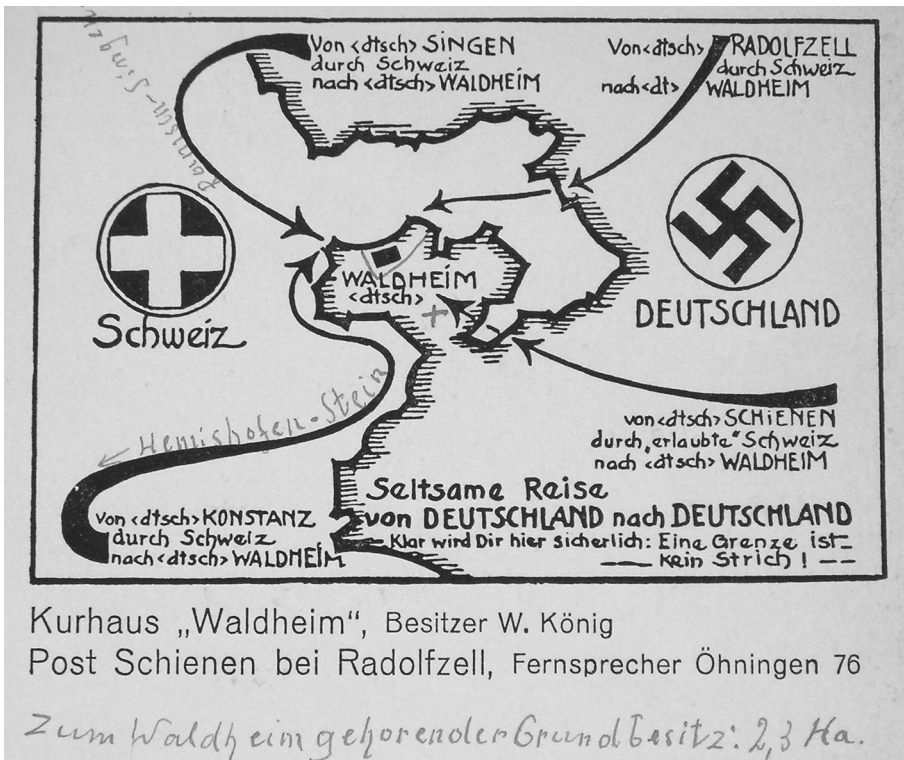 Von <dtsch> SINGEN
durch Schweiz
nach <dtsch> WALDHEIM
Von <dtsch> RADOLFZELL
durch Schweiz
nach <dt> WALDHEIM
Ramsen-Singen
WALDHEIM
<dtsch>
Schweiz
DEUTSCHLAND
Hemishofen-Stein
von <dtsch> SCHIENEN
durch „erlaubte“ Schweiz
nach <dtsch> WALDHEIM
Von <dtsch> KONSTANZ
durch Schweiz
nach <dtsch> WALDHEIM
Seltsame Reise
von DEUTSCHLAND nach DEUTSCHLAND
Klar wird Dir hier sicherlich: Eine Grenze ist
kein Strich !
Kurhaus „Waldheim“, Besitzer W. König
Post Schienen bei Radolfzell, Fernsprecher Öhningen 76
Zum Waldheim gehorender Grundbesitz: 2,3 Ha.